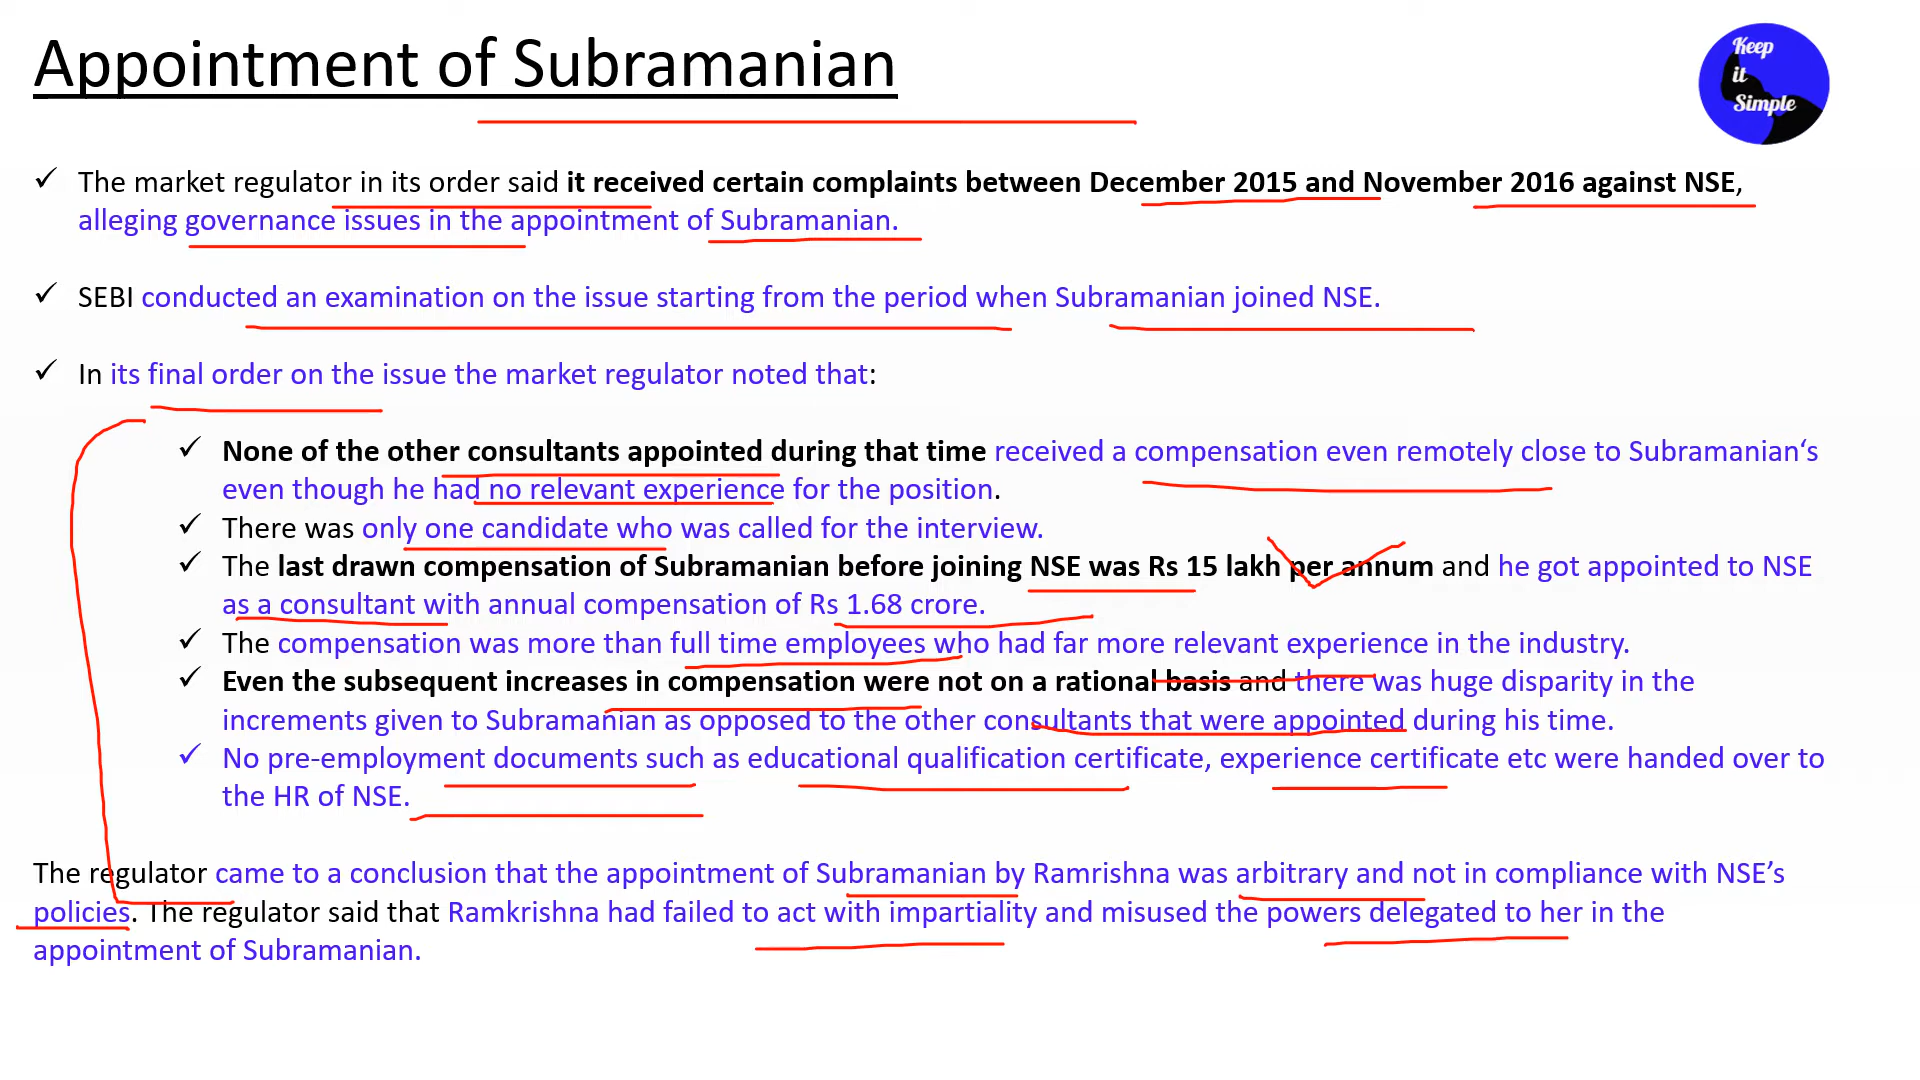 Appointment of Subramanian
Keep
it
Simple
✓ The market regulator in its order said it received certain complaints between December 2015 and November 2016 against NSE,
alleging governance issues in the appointment of Subramanian.
✓ SEBI conducted an examination on the issue starting from the period when Subramanian joined NSE.
✓ In its final order on the issue the market regulator noted that:
✓ None of the other consultants appointed during that time received a compensation even remotely close to Subramanian‘s
even though he had no relevant experience for the position.
✓ There was only one candidate who was called for the interview.
✓ The last drawn compensation of Subramanian before joining NSE was Rs 15 lakh per annum and he got appointed to NSE
as a consultant with annual compensation of Rs 1.68 crore.
✓ The compensation was more than full time employees who had far more relevant experience in the industry.
✓ Even the subsequent increases in compensation were not on a rational basis and there was huge disparity in the
increments given to Subramanian as opposed to the other consultants that were appointed during his time.
✓ No pre-employment documents such as educational qualification certificate, experience certificate etc were handed over to
the HR of NSE.
The regulator came to a conclusion that the appointment of Subramanian by Ramrishna was arbitrary and not in compliance with NSE’s
policies. The regulator said that Ramkrishna had failed to act with impartiality and misused the powers delegated to her in the
appointment of Subramanian.